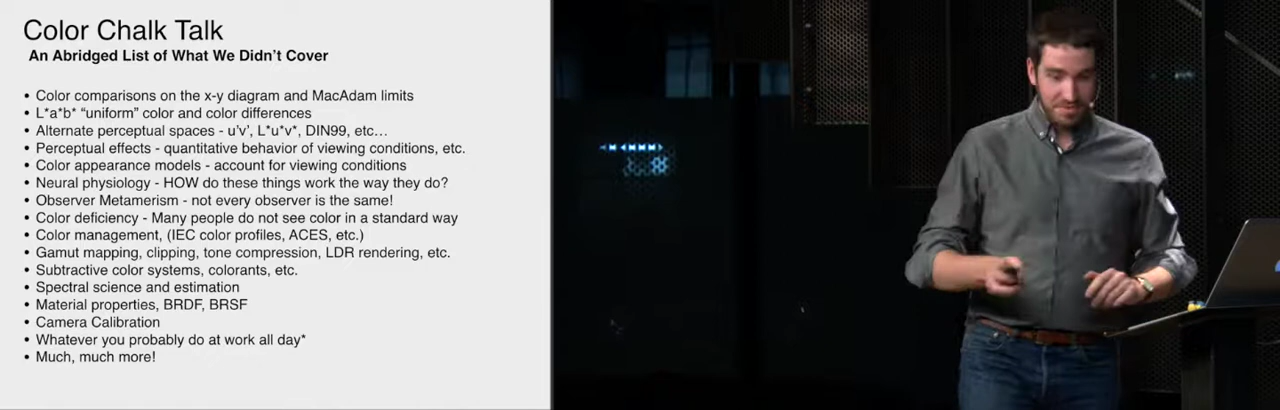 Color Chalk Talk
An Abridged List of What We Didn't Cover
• Color comparisons on the x-y diagram and MacAdam limits
• L*a*b* “uniform” color and color differences
• Alternate perceptual spaces - u'v', L*u*v*, DIN99, etc…
• Perceptual effects - quantitative behavior of viewing conditions, etc.
• Color appearance models - account for viewing conditions
• Neural physiology - HOW do these things work the way they do?
• Observer Metamerism - not every observer is the same!
• Color deficiency - Many people do not see color in a standard way
• Color management, (IEC color profiles, ACES, etc.)
• Gamut mapping, clipping, tone compression, LDR rendering, etc.
• Subtractive color systems, colorants, etc.
• Spectral science and estimation
• Material properties, BRDF, BRSF
• Camera Calibration
• Whatever you probably do at work all day*
• Much, much more!